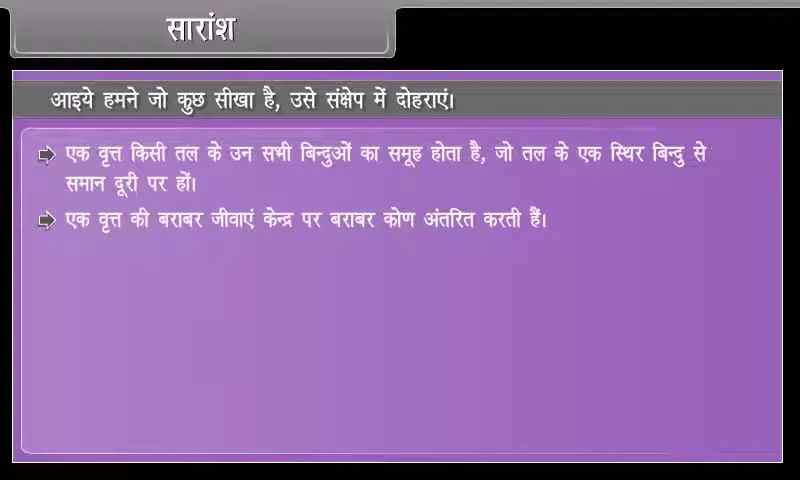 सारांश
आइये हमने जो कुछ सीखा है, उसे संक्षेप में दोहराएं।
एक वृत्त किसी तल के उन सभी बिन्दुओं का समूह होता है, जो तल के एक स्थिर बिन्दु से
समान दूरी पर हों।
एक वृत्त की बराबर जीवाएं केन्द्र पर बराबर कोण अंतरित करती हैं।